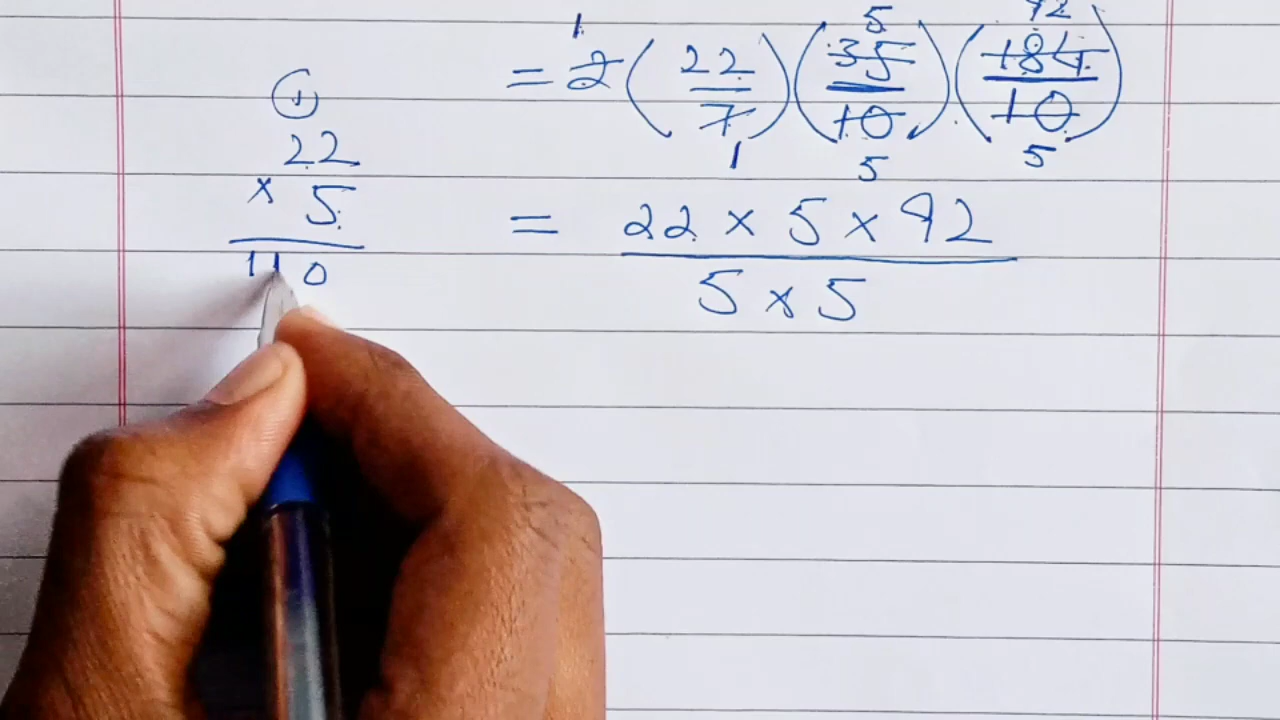 1 5 92
= 2 ( 22/7 ) ( 35/10 ) ( 184/10 )
1 5 5
= 22 × 5 × 92 / 5 × 5
1
22
× 5
110